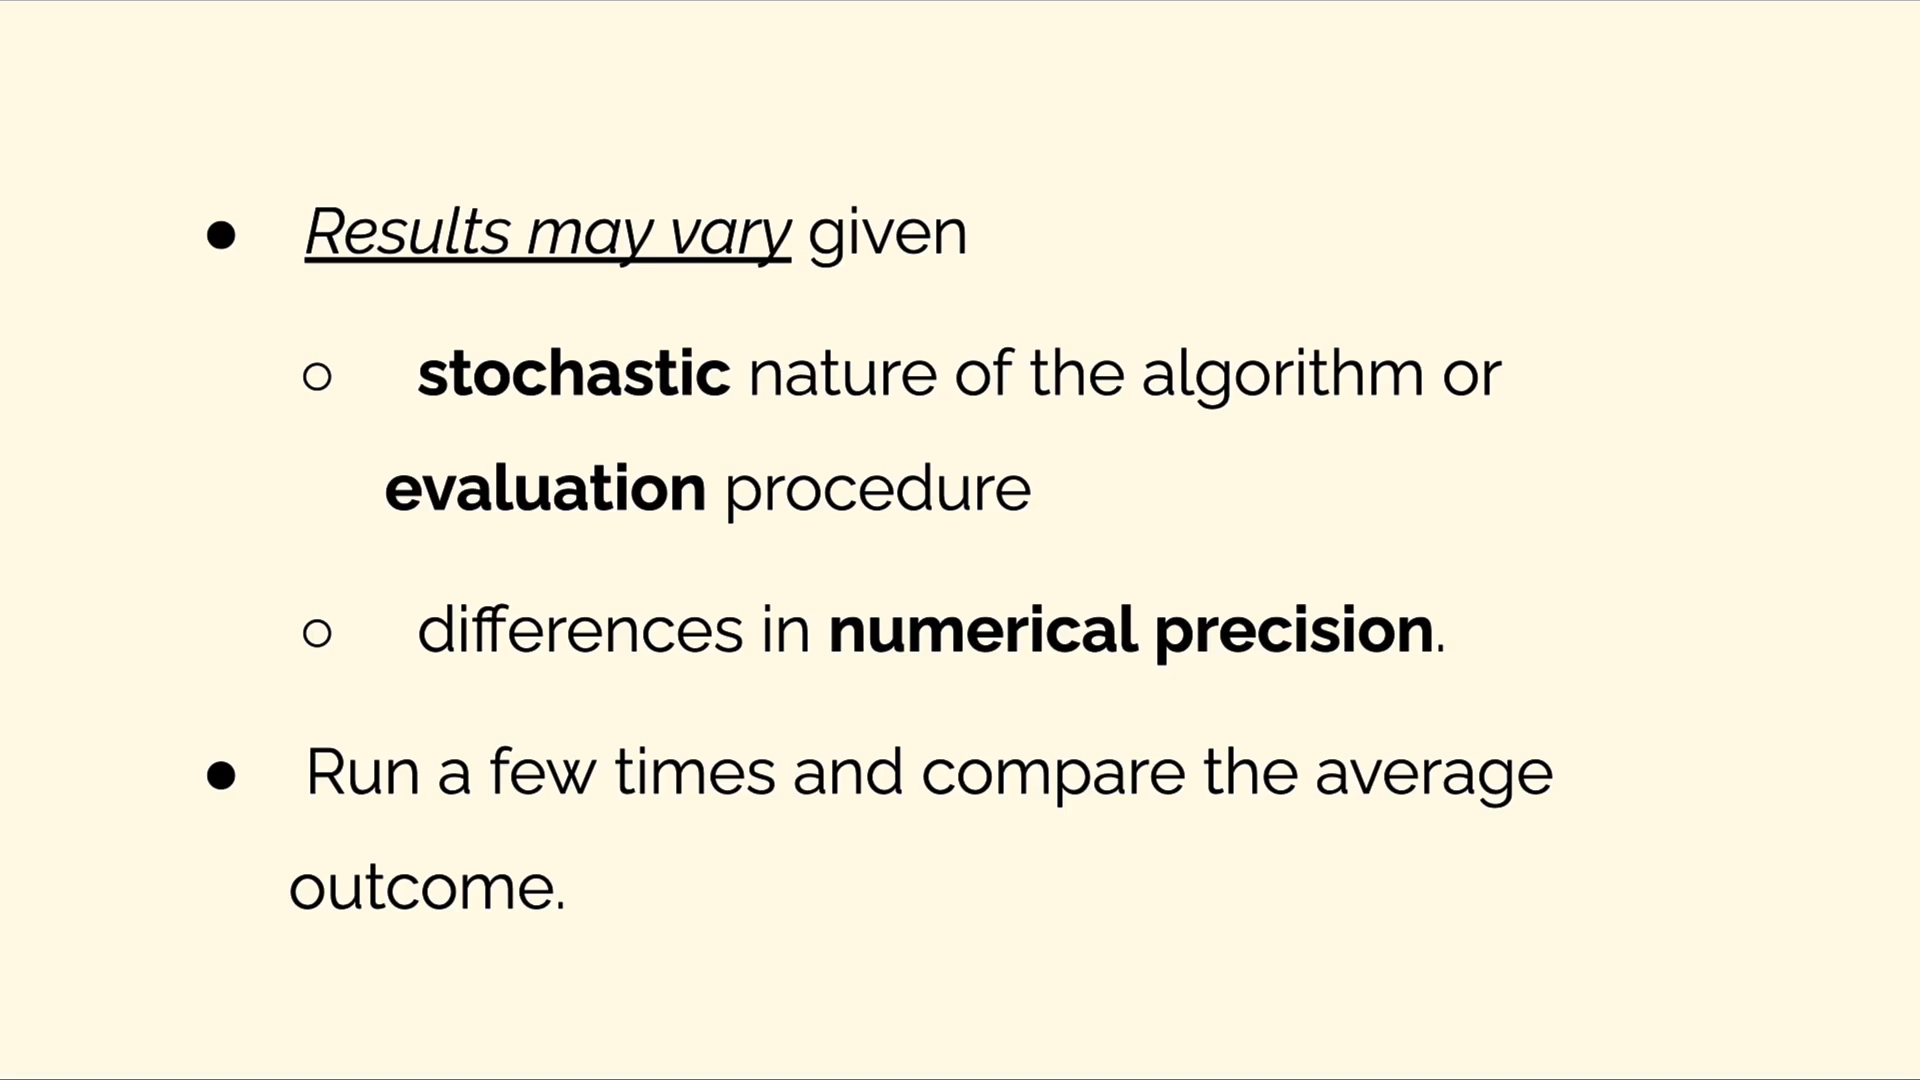 ● Results may vary given
○ stochastic nature of the algorithm or
evaluation procedure
○ differences in numerical precision.
● Run a few times and compare the average
outcome.